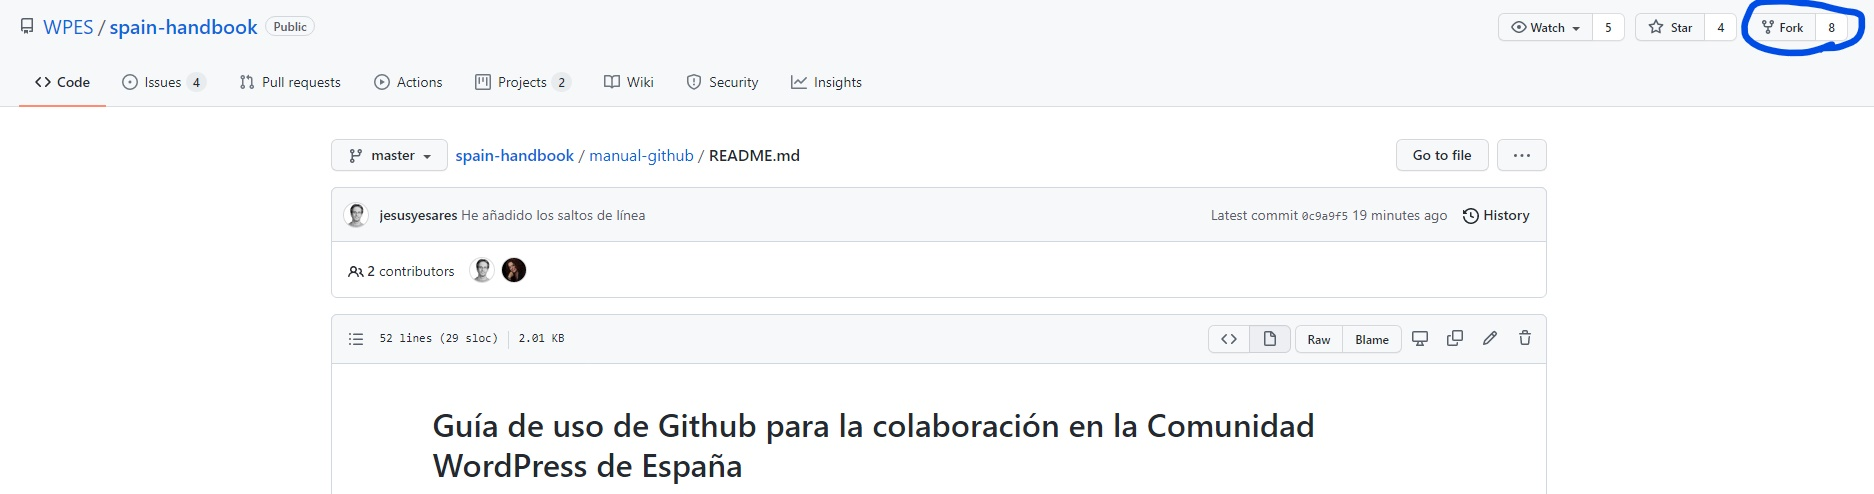 WPES / spain-handbook Public Watch 5 Star 4 Fork 8
Code Issues 4 Pull requests Actions Projects 2 Wiki Security Insights
master spain-handbook / manual-github / README.md Go to file ...
jesusyesares He añadido los saltos de línea Latest commit 0c9a9f5 19 minutes ago History
2 contributors
52 lines (29 sloc) 2.01 KB Raw Blame
Guía de uso de Github para la colaboración en la Comunidad
WordPress de España